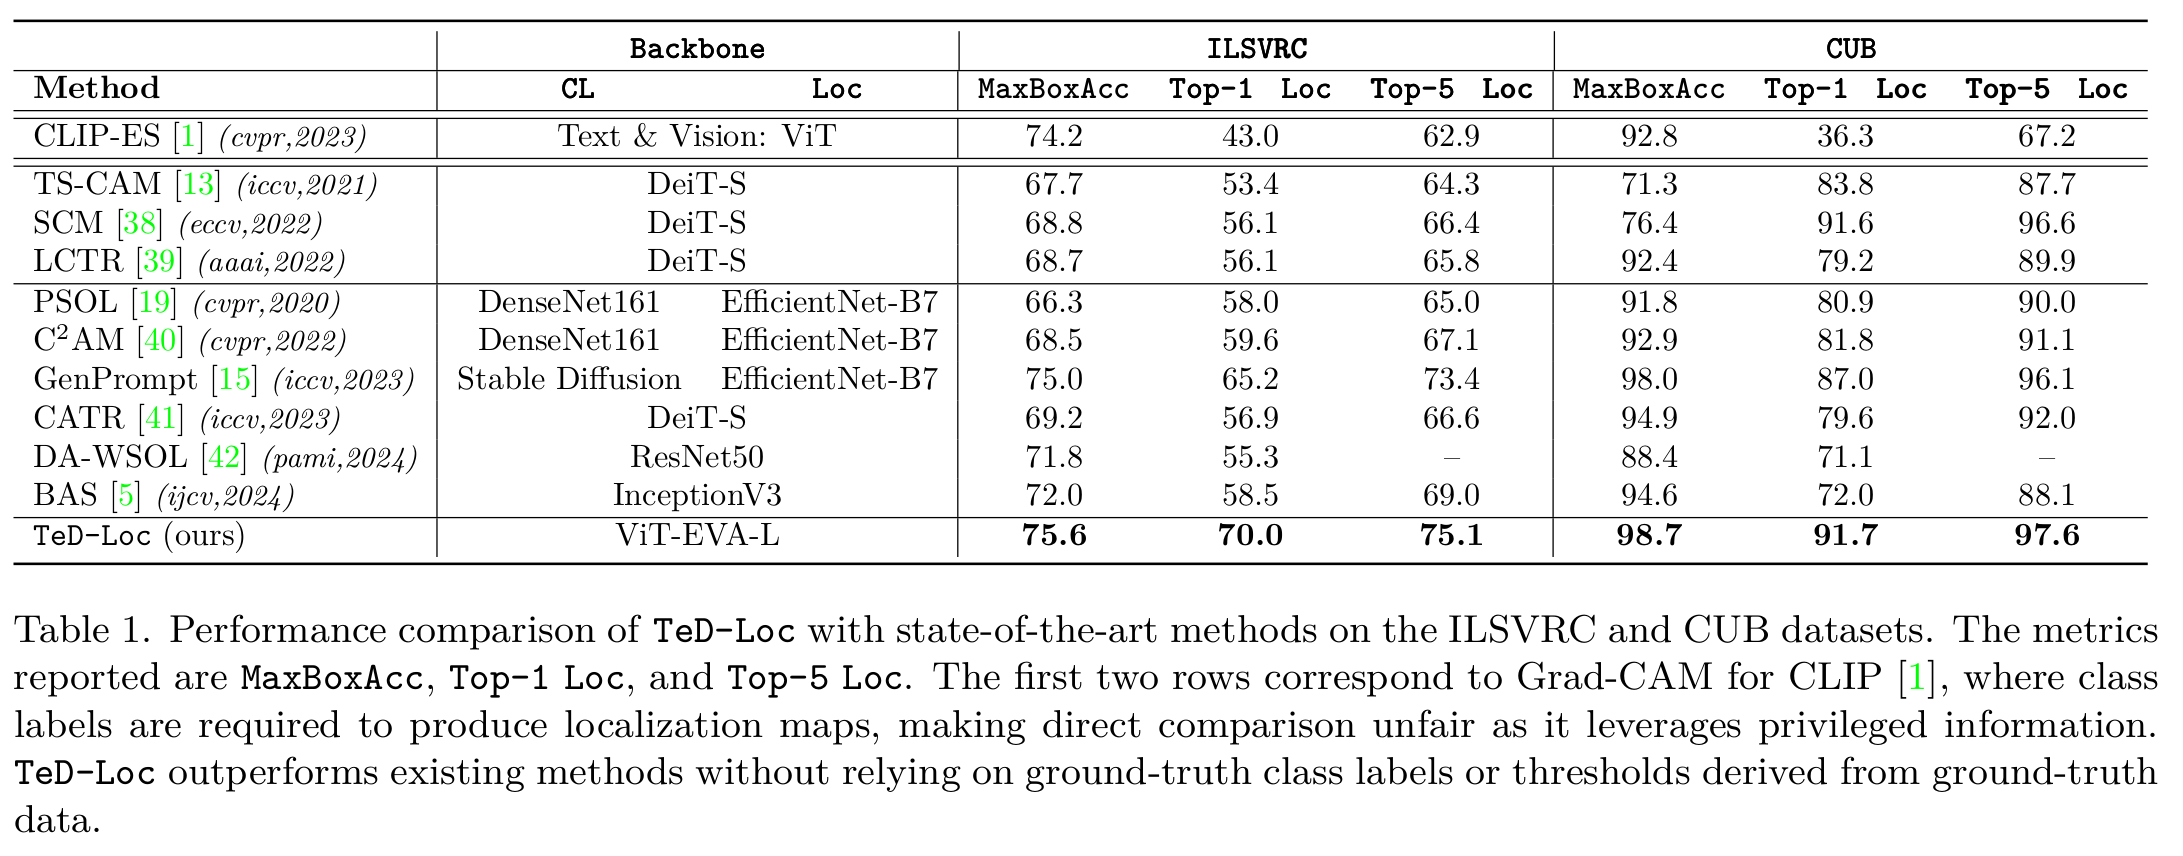 Backbone ILSVRC CUB
Method CL Loc MaxBoxAcc Top-1 Loc Top-5 Loc MaxBoxAcc Top-1 Loc Top-5 Loc
CLIP-ES [1] (cvpr,2023) Text & Vision: ViT 74.2 43.0 62.9 92.8 36.3 67.2
TS-CAM [13] (iccv,2021) DeiT-S 67.7 53.4 64.3 71.3 83.8 87.7
SCM [38] (eccv,2022) DeiT-S 68.8 56.1 66.4 76.4 91.6 96.6
LCTR [39] (aaai,2022) DeiT-S 68.7 56.1 65.8 92.4 79.2 89.9
PSOL [19] (cvpr,2020) DenseNet161 EfficientNet-B7 66.3 58.0 65.0 91.8 80.9 90.0
C²AM [40] (cvpr,2022) DenseNet161 EfficientNet-B7 68.5 59.6 67.1 92.9 81.8 91.1
GenPrompt [15] (iccv,2023) Stable Diffusion EfficientNet-B7 75.0 65.2 73.4 98.0 87.0 96.1
CATR [41] (iccv,2023) DeiT-S 69.2 56.9 66.6 94.9 79.6 92.0
DA-WSOL [42] (pami,2024) ResNet50 71.8 55.3 – 88.4 71.1 –
BAS [5] (ijcv,2024) InceptionV3 72.0 58.5 69.0 94.6 72.0 88.1
TeD-Loc (ours) ViT-EVA-L 75.6 70.0 75.1 98.7 91.7 97.6
Table 1. Performance comparison of TeD-Loc with state-of-the-art methods on the ILSVRC and CUB datasets. The metrics
reported are MaxBoxAcc, Top-1 Loc, and Top-5 Loc. The first two rows correspond to Grad-CAM for CLIP [1], where class
labels are required to produce localization maps, making direct comparison unfair as it leverages privileged information.
TeD-Loc outperforms existing methods without relying on ground-truth class labels or thresholds derived from ground-truth
data.